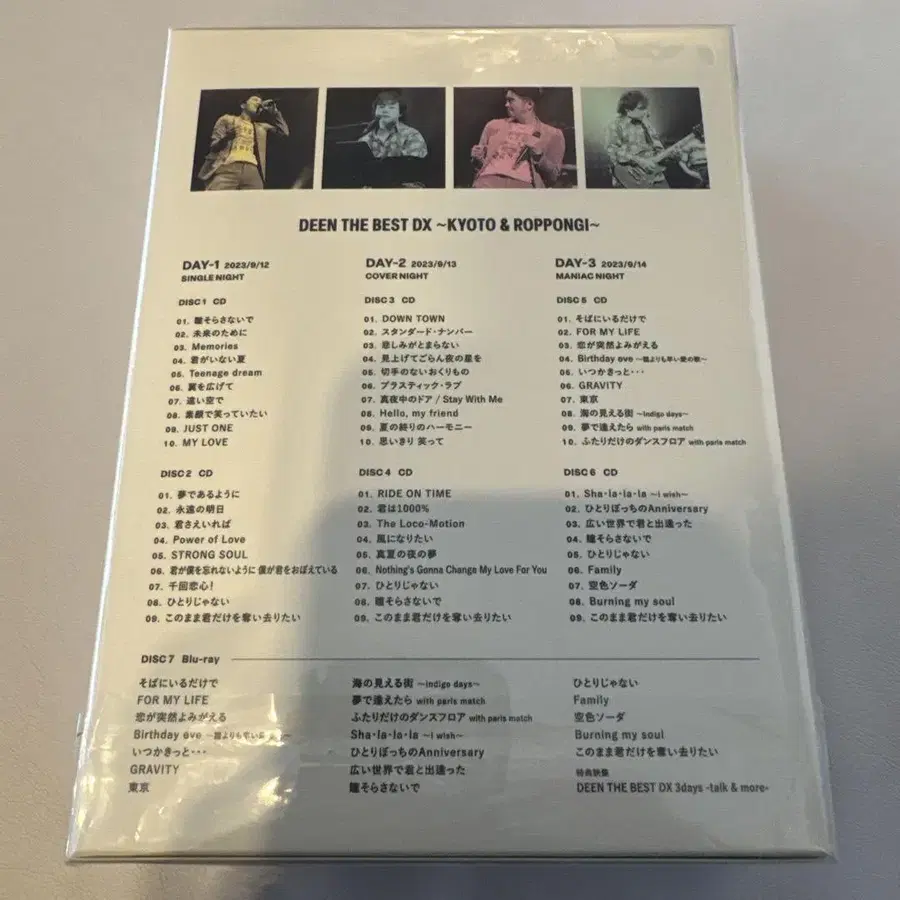 DEEN THE BEST DX ~KYOTO & ROPPONGI~
DAY-1 2023/9/12
SINGLE NIGHT
DISC 1 CD
01. 瞳そらさないで
02. 未来のために
03. Memories
04. 君がいない夏
05. Teenage dream
06. 翼を広げて
07. 遠い空で
08. 素顔で笑っていたい
09. JUST ONE
10. MY LOVE
DISC 2 CD
01. 夢であるように
02. 永遠の明日
03. 君さえいれば
04. Power of Love
05. STRONG SOUL
06. 君が僕を忘れないように 僕が君をおぼえている
07. 千回恋心!
08. ひとりじゃない
09. このまま君だけを奪い去りたい
DAY-2 2023/9/13
COVER NIGHT
DISC 3 CD
01. DOWN TOWN
02. スタンダード・ナンバー
03. 悲しみがとまらない
04. 見上げてごらん夜の星を
05. 切手のないおくりもの
06. プラスティック・ラブ
07. 真夜中のドア / Stay With Me
08. Hello, my friend
09. 夏の終りのハーモニー
10. 思いきり 笑って
DISC 4 CD
01. RIDE ON TIME
02. 君は1000%
03. The Loco-Motion
04. 風になりたい
05. 真夏の夜の夢
06. Nothing's Gonna Change My Love For You
07. ひとりじゃない
08. 瞳そらさないで
09. このまま君だけを奪い去りたい
DAY-3 2023/9/14
MANIAC NIGHT
DISC 5 CD
01. そばにいるだけで
02. FOR MY LIFE
03. 恋が突然よみがえる
04. Birthday eve ~誰よりも早い愛の歌~
05. いつかきっと・・・
06. GRAVITY
07. 東京
08. 海の見える街 ~indigo days~
09. 夢で逢えたら with paris match
10. ふたりだけのダンスフロア with paris match
DISC 6 CD
01. Sha・la・la・la ~i wish~
02. ひとりぼっちのAnniversary
03. 広い世界で君と出逢った
04. 瞳そらさないで
05. ひとりじゃない
06. Family
07. 空色ソーダ
08. Burning my soul
09. このまま君だけを奪い去りたい
DISC 7 Blu-ray
そばにいるだけで
FOR MY LIFE
恋が突然よみがえる
Birthday eve ~誰よりも早い
いつかきっと・・・
GRAVITY
東京
海の見える街 ~indigo days~
夢で逢えたら with paris match
ふたりだけのダンスフロア with paris match
Sha・la・la・la ~i wish~
ひとりぼっちのAnniversary
広い世界で君と出逢った
瞳そらさないで
ひとりじゃない
Family
空色ソーダ
Burning my soul
このまま君だけを奪い去りたい
特典映像
DEEN THE BEST DX 3days -talk & more-